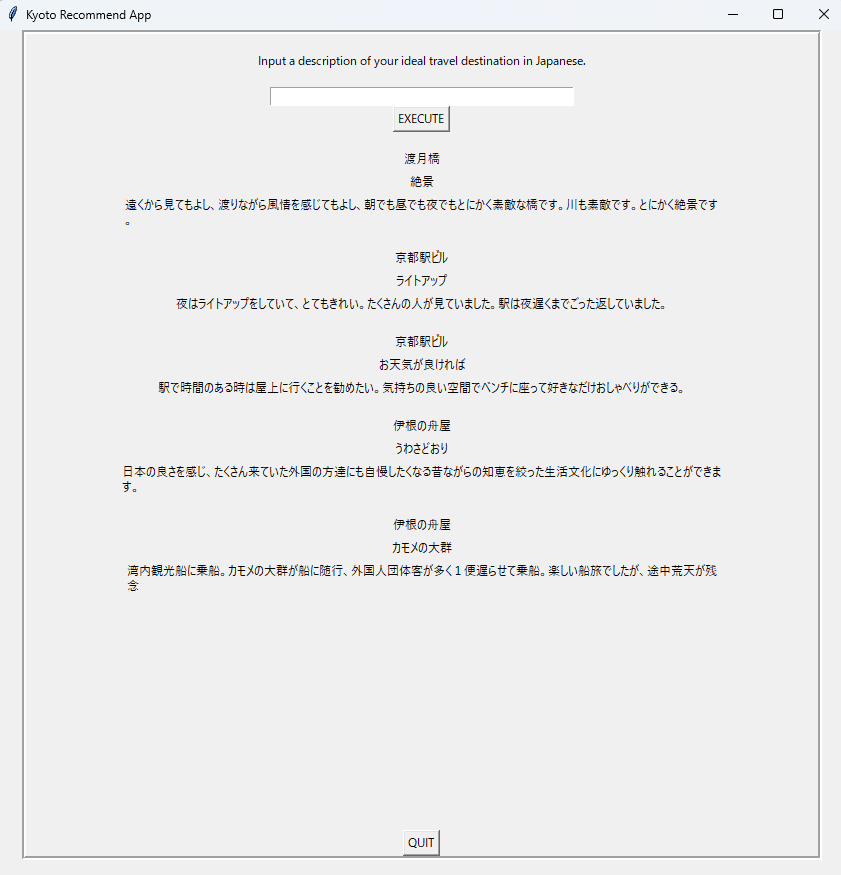 Kyoto Recommend App
Input a description of your ideal travel destination in Japanese.
EXECUTE
渡月橋
絶景
遠くから見てもよし、渡りながら風情を感じてもよし、朝でも昼でも夜でもとにかく素敵な橋です。川も素敵です。とにかく絶景です
。
京都駅ビル
ライトアップ
夜はライトアップをしていて、とてもきれい。たくさんの人が見ていました。駅は夜遅くまでごった返していました。
京都駅ビル
お天気が良ければ
駅で時間のある時は屋上に行くことを勧めたい。気持ちの良い空間でベンチに座って好きなだけおしゃべりができる。
伊根の舟屋
うわさどおり
日本の良さを感じ、たくさん来ていた外国の方達にも自慢したくなる昔ながらの知恵を絞った生活文化にゆっくり触れることができま
す。
伊根の舟屋
カモメの大群
湾内観光船に乗船。カモメの大群が船に随行、外国人団体客が多く１便遅らせて乗船。楽しい船旅でしたが、途中荒天が残
念
QUIT